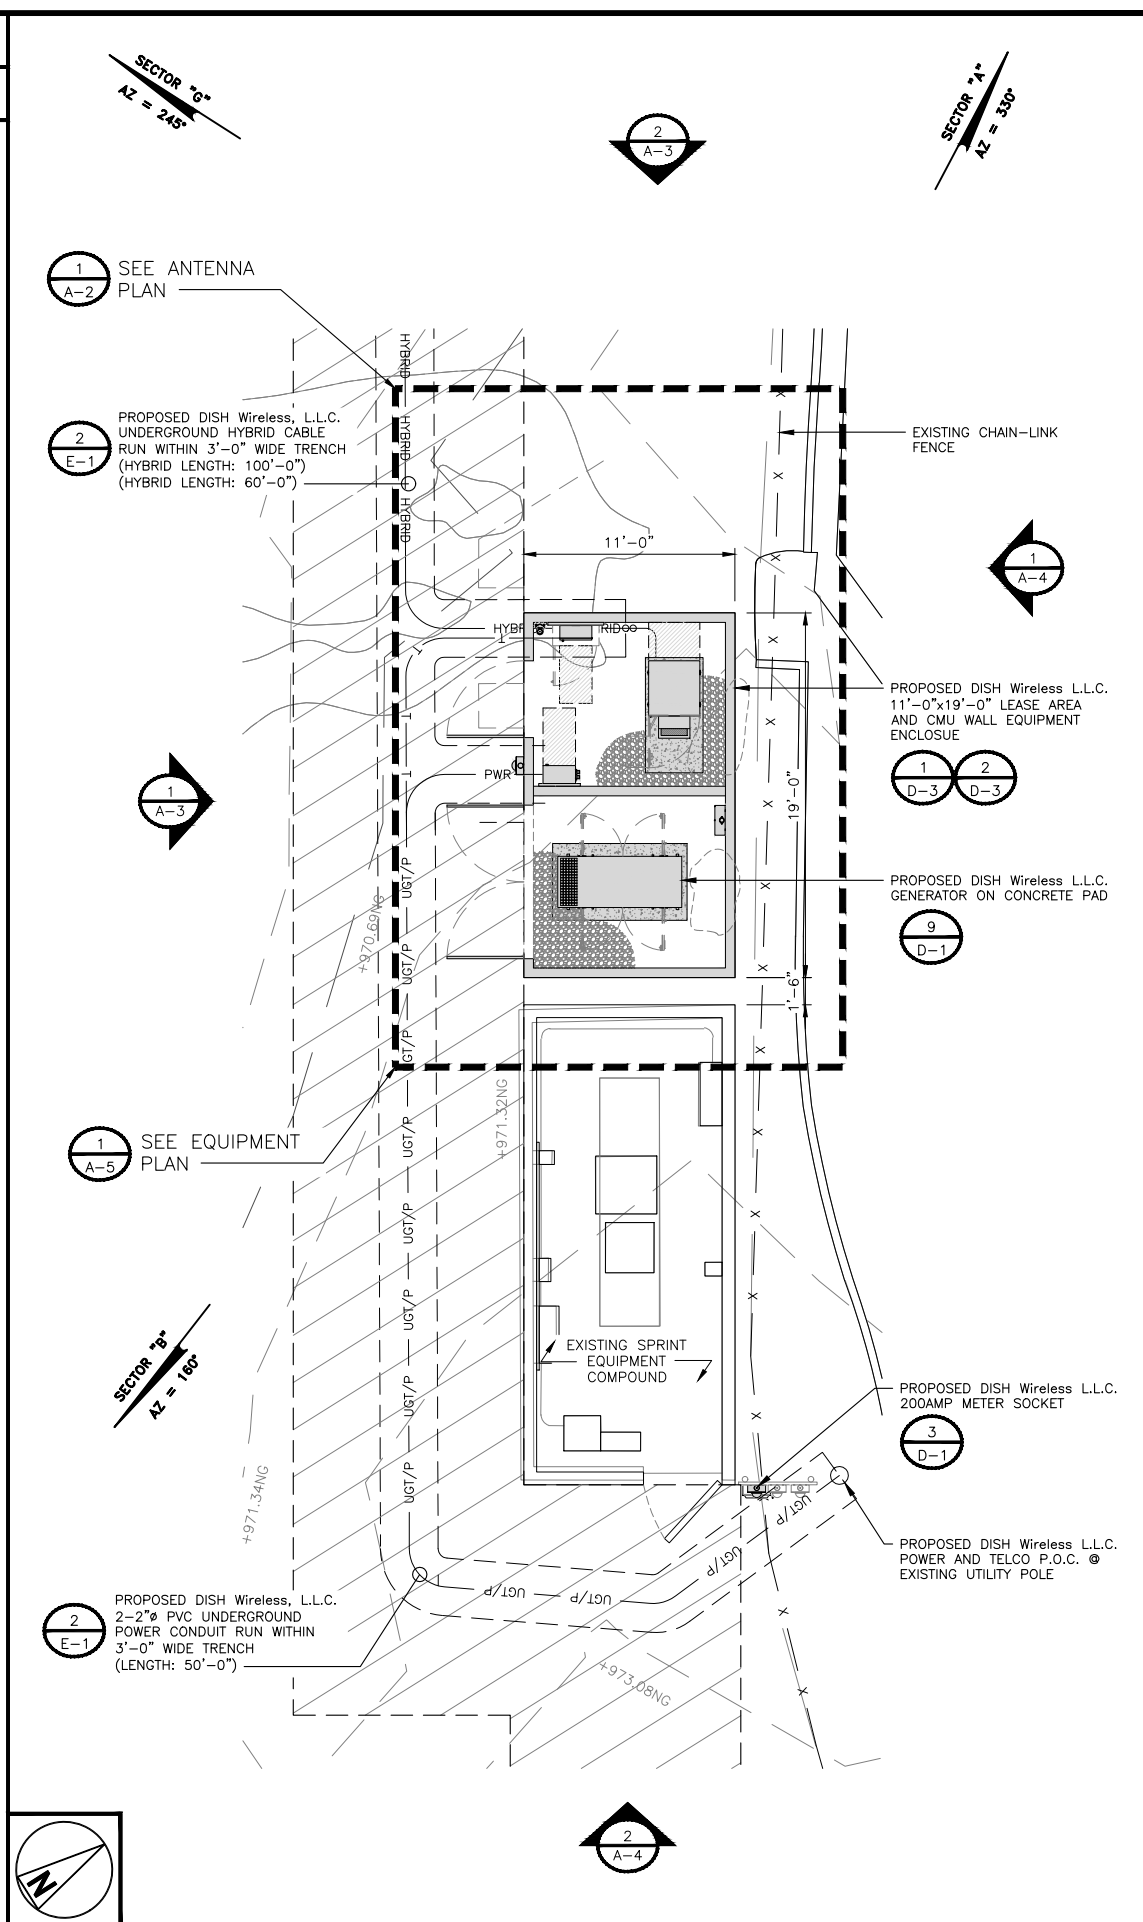 SECTOR "G"
AZ = 245°
2
A-3
SECTOR "A"
AZ = 330°
1
A-2
SEE ANTENNA
PLAN
HYBRID
HYBRID
HYBRID
2
E-1
PROPOSED DISH Wireless, L.L.C.
UNDERGROUND HYBRID CABLE
RUN WITHIN 3'-0" WIDE TRENCH
(HYBRID LENGTH: 100'-0")
(HYBRID LENGTH: 60'-0")
X
EXISTING CHAIN-LINK
FENCE
X
11'-0"
X
1
A-4
X
T
T
T
T
PWR
X
PROPOSED DISH Wireless L.L.C.
11'-0"x19'-0" LEASE AREA
AND CMU WALL EQUIPMENT
ENCLOSUE
1
D-3
2
D-3
1
A-3
19'-0"
X
UGT/P
X
PROPOSED DISH Wireless L.L.C.
GENERATOR ON CONCRETE PAD
9
D-1
+970.69NG
UGT/P
X
1'-6"
UGT/P
X
+971.32NG
1
A-5
SEE EQUIPMENT
PLAN
UGT/P
X
UGT/P
X
UGT/P
X
SECTOR "B"
AZ = 160°
EXISTING SPRINT
EQUIPMENT
COMPOUND
UGT/P
X
PROPOSED DISH Wireless L.L.C.
200AMP METER SOCKET
3
D-1
UGT/P
+971.34NG
UGT/P
UGT/P
UGT/P
UGT/P
PROPOSED DISH Wireless L.L.C.
POWER AND TELCO P.O.C. @
EXISTING UTILITY POLE
2
E-1
PROPOSED DISH Wireless, L.L.C.
2-2"ø PVC UNDERGROUND
POWER CONDUIT RUN WITHIN
3'-0" WIDE TRENCH
(LENGTH: 50'-0")
X
+973.08NG
X
2
A-4
N